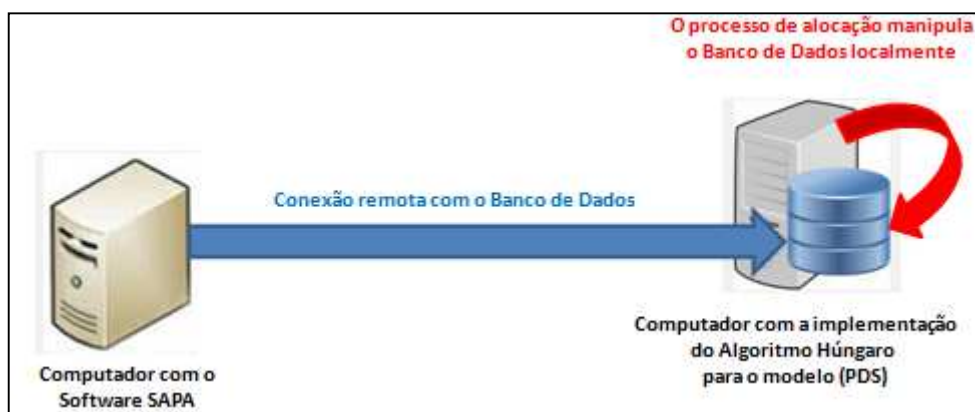 O processo de alocação manipula
o Banco de Dados localmente
Conexão remota com o Banco de Dados
Computador com a implementação
do Algoritmo Húngaro
para o modelo (PDS)
Computador com o
Software SAPA